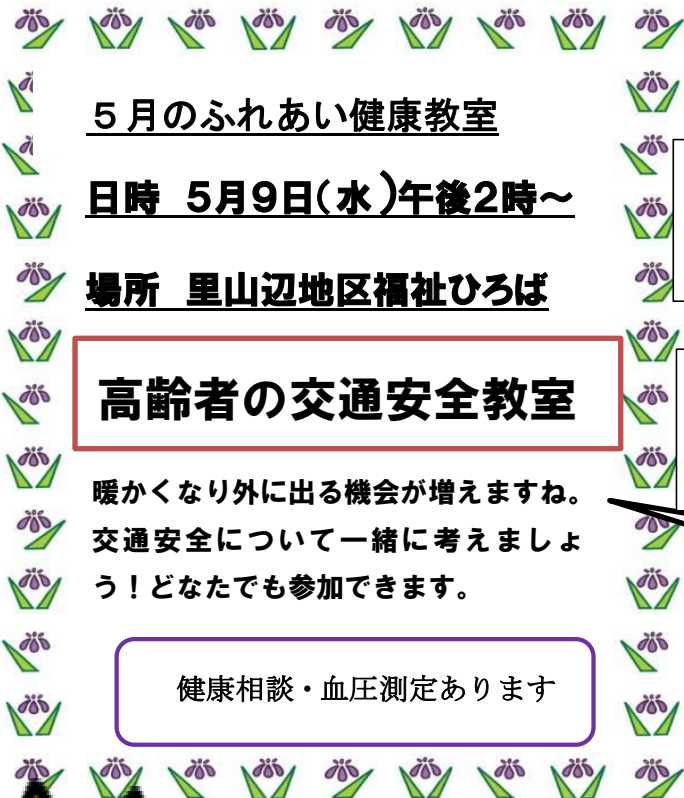 ５月のふれあい健康教室
日時　5月9日(水)午後2時～
場所　里山辺地区福祉ひろば
高齢者の交通安全教室
暖かくなり外に出る機会が増えますね。
交通安全について一緒に考えましょ
う！どなたでも参加できます。
健康相談・血圧測定あります